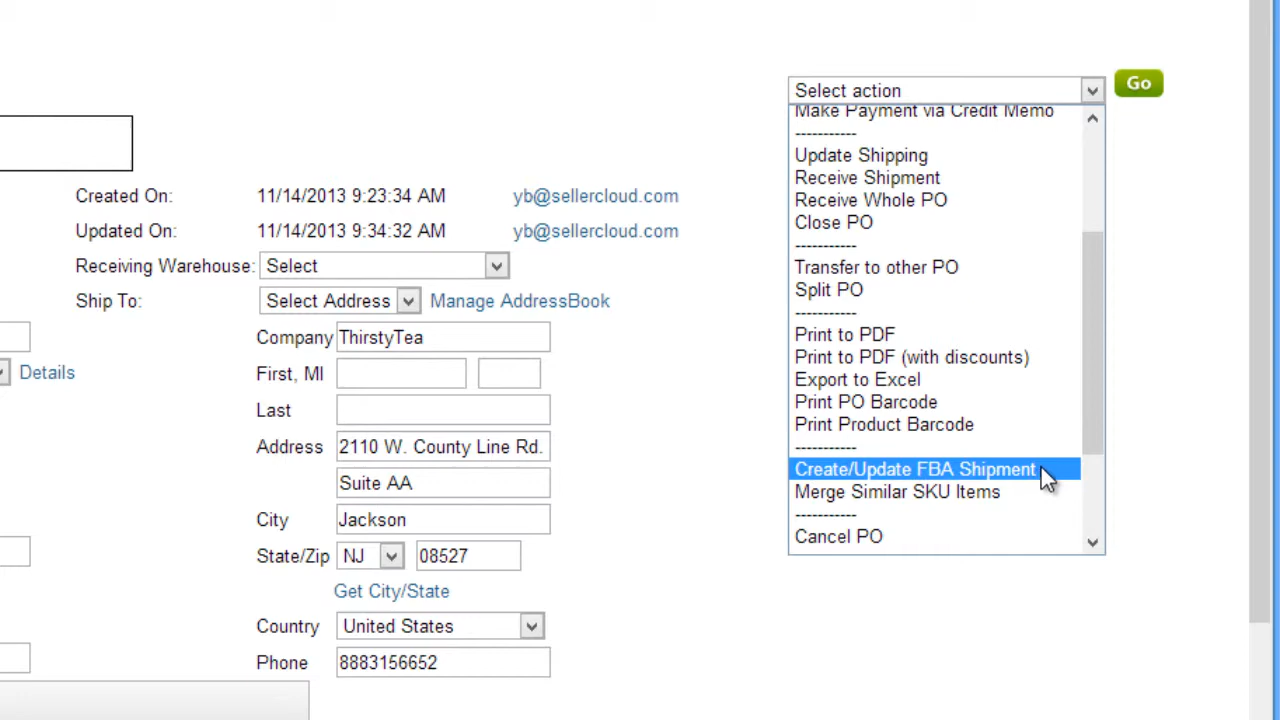 Select action
Go
Make Payment via Credit Memo
-----------
Update Shipping
Receive Shipment
Receive Whole PO
Close PO
-----------
Transfer to other PO
Split PO
-----------
Print to PDF
Print to PDF (with discounts)
Export to Excel
Print PO Barcode
Print Product Barcode
-----------
Create/Update FBA Shipment
Merge Similar SKU Items
-----------
Cancel PO
Created On: 11/14/2013 9:23:34 AM yb@sellercloud.com
Updated On: 11/14/2013 9:34:32 AM yb@sellercloud.com
Receiving Warehouse: Select
Ship To: Select Address Manage AddressBook
Company ThirstyTea
Details
First, MI
Last
Address 2110 W. County Line Rd.
Suite AA
City Jackson
State/Zip NJ 08527
Get City/State
Country United States
Phone 8883156652